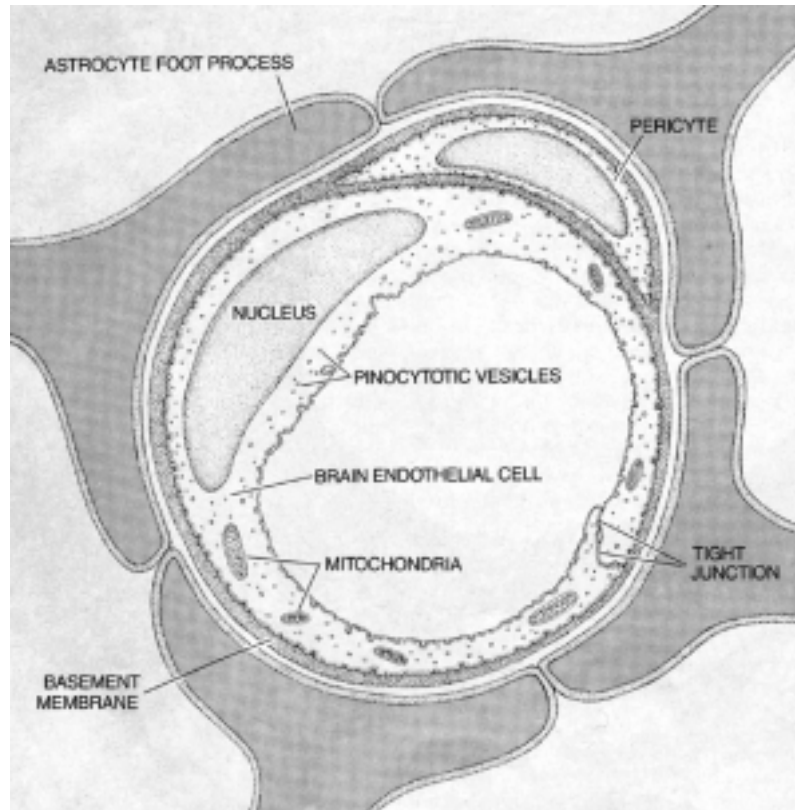 ASTROCYTE FOOT PROCESS
PERICYTE
NUCLEUS
PINOCYTOTIC VESICLES
BRAIN ENDOTHELIAL CELL
MITOCHONDRIA
TIGHT
JUNCTION
BASEMENT
MEMBRANE